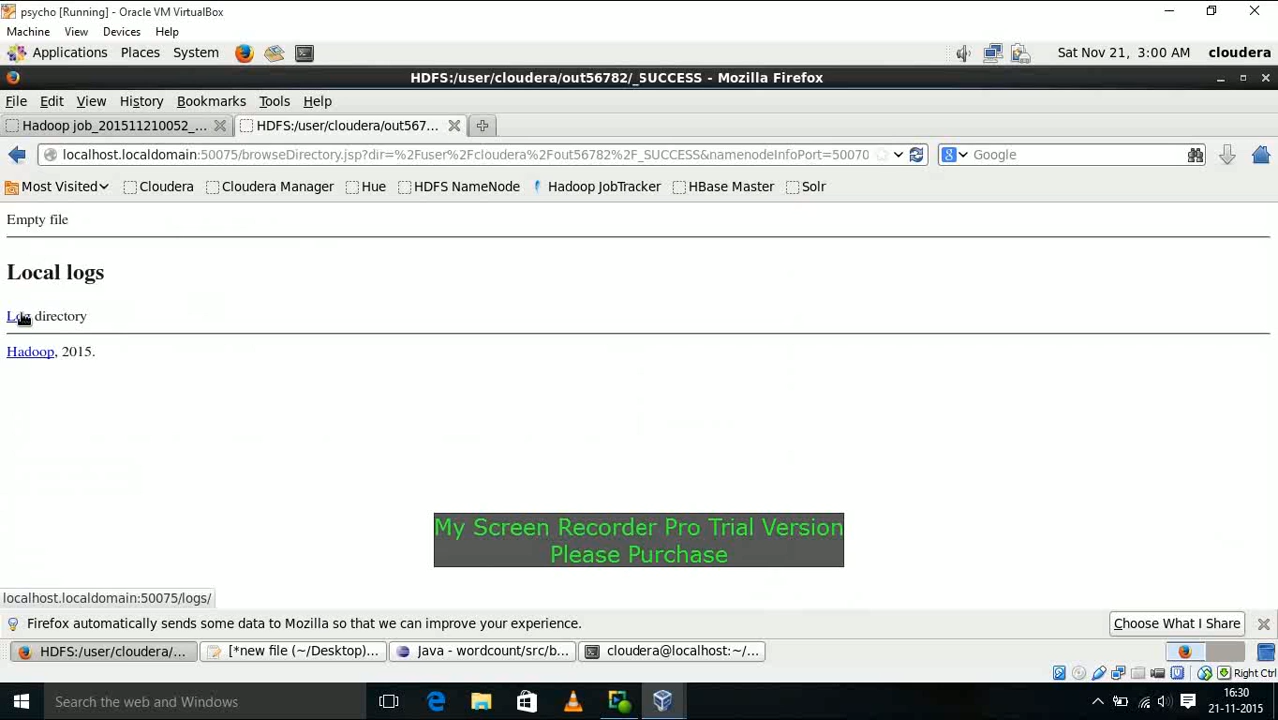 psycho [Running] - Oracle VM VirtualBox
Machine View Devices Help
Applications Places System Sat Nov 21, 3:00 AM cloudera
HDFS:/user/cloudera/out56782/_SUCCESS - Mozilla Firefox
File Edit View History Bookmarks Tools Help
Hadoop job_201511210052_... HDFS:/user/cloudera/out567...
localhost.localdomain:50075/browseDirectory.jsp?dir=%2Fuser%2Fcloudera%2Fout56782%2F_SUCCESS&namenodeInfoPort=50070 Google
Most Visited Cloudera Cloudera Manager Hue HDFS NameNode Hadoop JobTracker HBase Master Solr
Empty file
Local logs
Log directory
Hadoop, 2015.
My Screen Recorder Pro Trial Version
Please Purchase
localhost.localdomain:50075/logs/
Firefox automatically sends some data to Mozilla so that we can improve your experience. Choose What I Share
HDFS:/user/cloudera/... [*new file (~/Desktop)... java - wordcount/src/b... cloudera@localhost:~/...
Right Ctrl
Search the web and Windows 16:30
21-11-2015